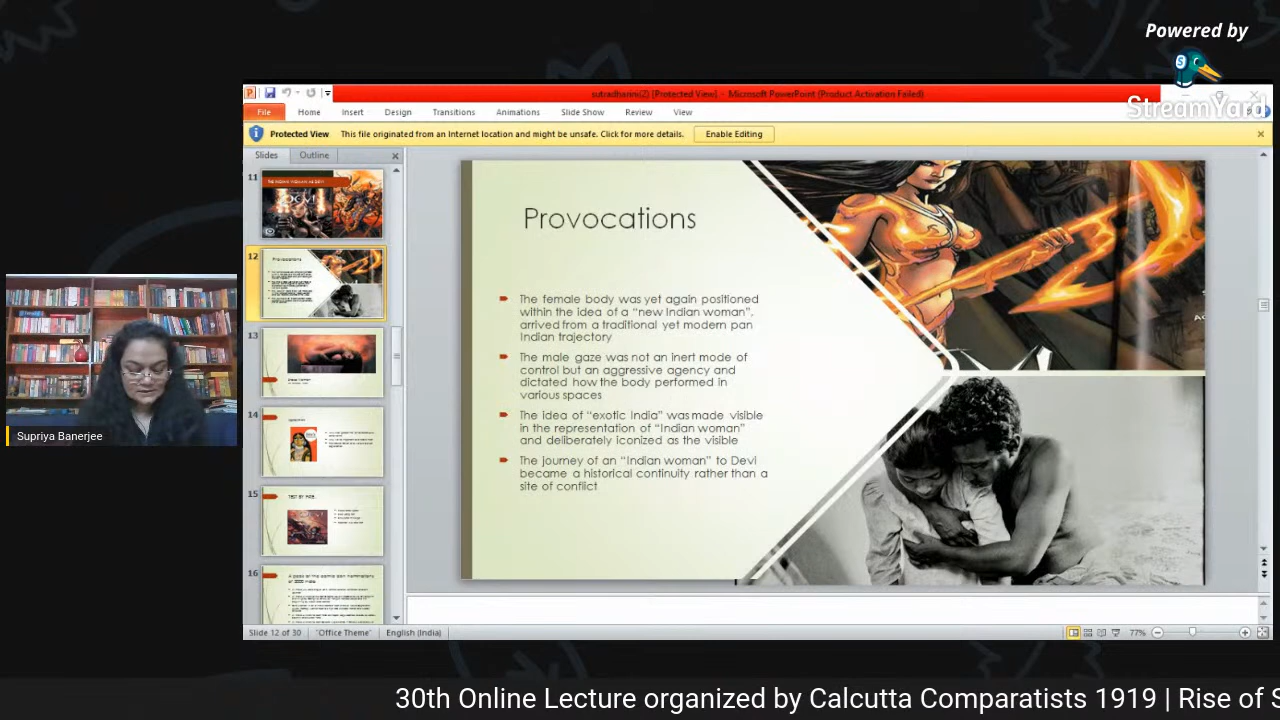 Powered by
StreamYard
sutradharini(2) [Protected View] - Microsoft PowerPoint (Product Activation Failed)
File Home Insert Design Transitions Animations Slide Show Review View
Protected View This file originated from an Internet location and might be unsafe. Click for more details. Enable Editing
Slides Outline
11
12
Provocations
13
14
15
TEST BY FIRE
16
Provocations
The female body was yet again positioned
within the idea of a “new Indian woman”,
arrived from a traditional yet modern pan
Indian trajectory
The male gaze was not an inert mode of
control but an aggressive agency and
dictated how the body performed in
various spaces
The idea of “exotic India” was made visible
in the representation of “Indian woman”
and deliberately iconized as the visible
The journey of an “Indian woman” to Devi
became a historical continuity rather than a
site of conflict
Supriya Banerjee
Slide 12 of 30 "Office Theme" English (India) 77%
30th Online Lecture organized by Calcutta Comparatists 1919 | Rise of S